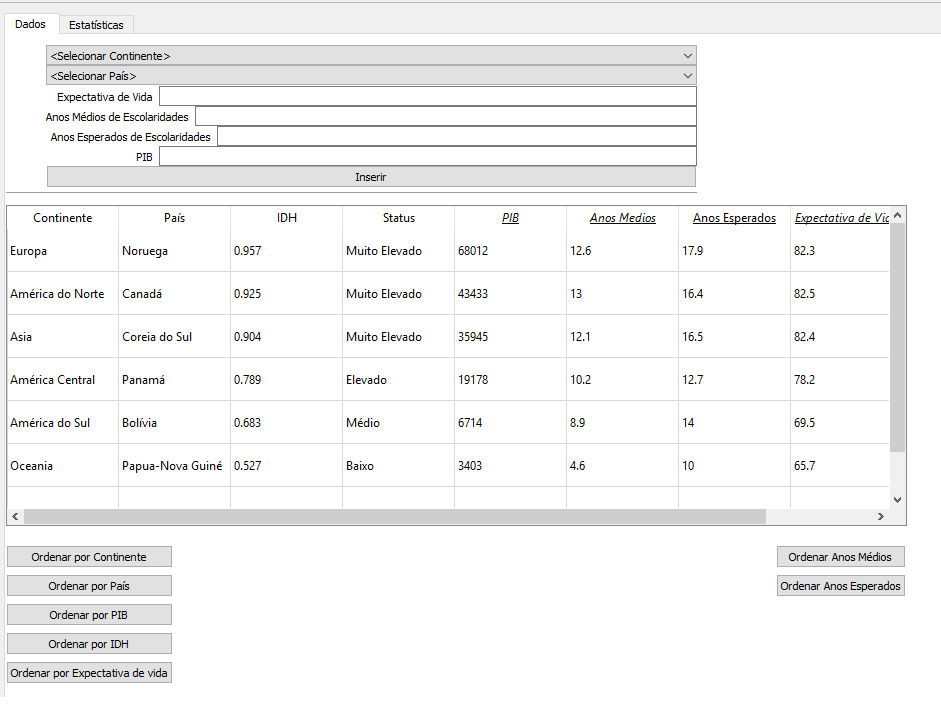 Dados Estatísticas
<Selecionar Continente>
<Selecionar País>
Expectativa de Vida
Anos Médios de Escolaridades
Anos Esperados de Escolaridades
PIB
Inserir
Continente País IDH Status PIB Anos Medios Anos Esperados Expectativa de Vic
Europa Noruega 0.957 Muito Elevado 68012 12.6 17.9 82.3
América do Norte Canadá 0.925 Muito Elevado 43433 13 16.4 82.5
Asia Coreia do Sul 0.904 Muito Elevado 35945 12.1 16.5 82.4
América Central Panamá 0.789 Elevado 19178 10.2 12.7 78.2
América do Sul Bolívia 0.683 Médio 6714 8.9 14 69.5
Oceania Papua-Nova Guiné 0.527 Baixo 3403 4.6 10 65.7
Ordenar por Continente Ordenar Anos Médios
Ordenar por País Ordenar Anos Esperados
Ordenar por PIB
Ordenar por IDH
Ordenar por Expectativa de vida